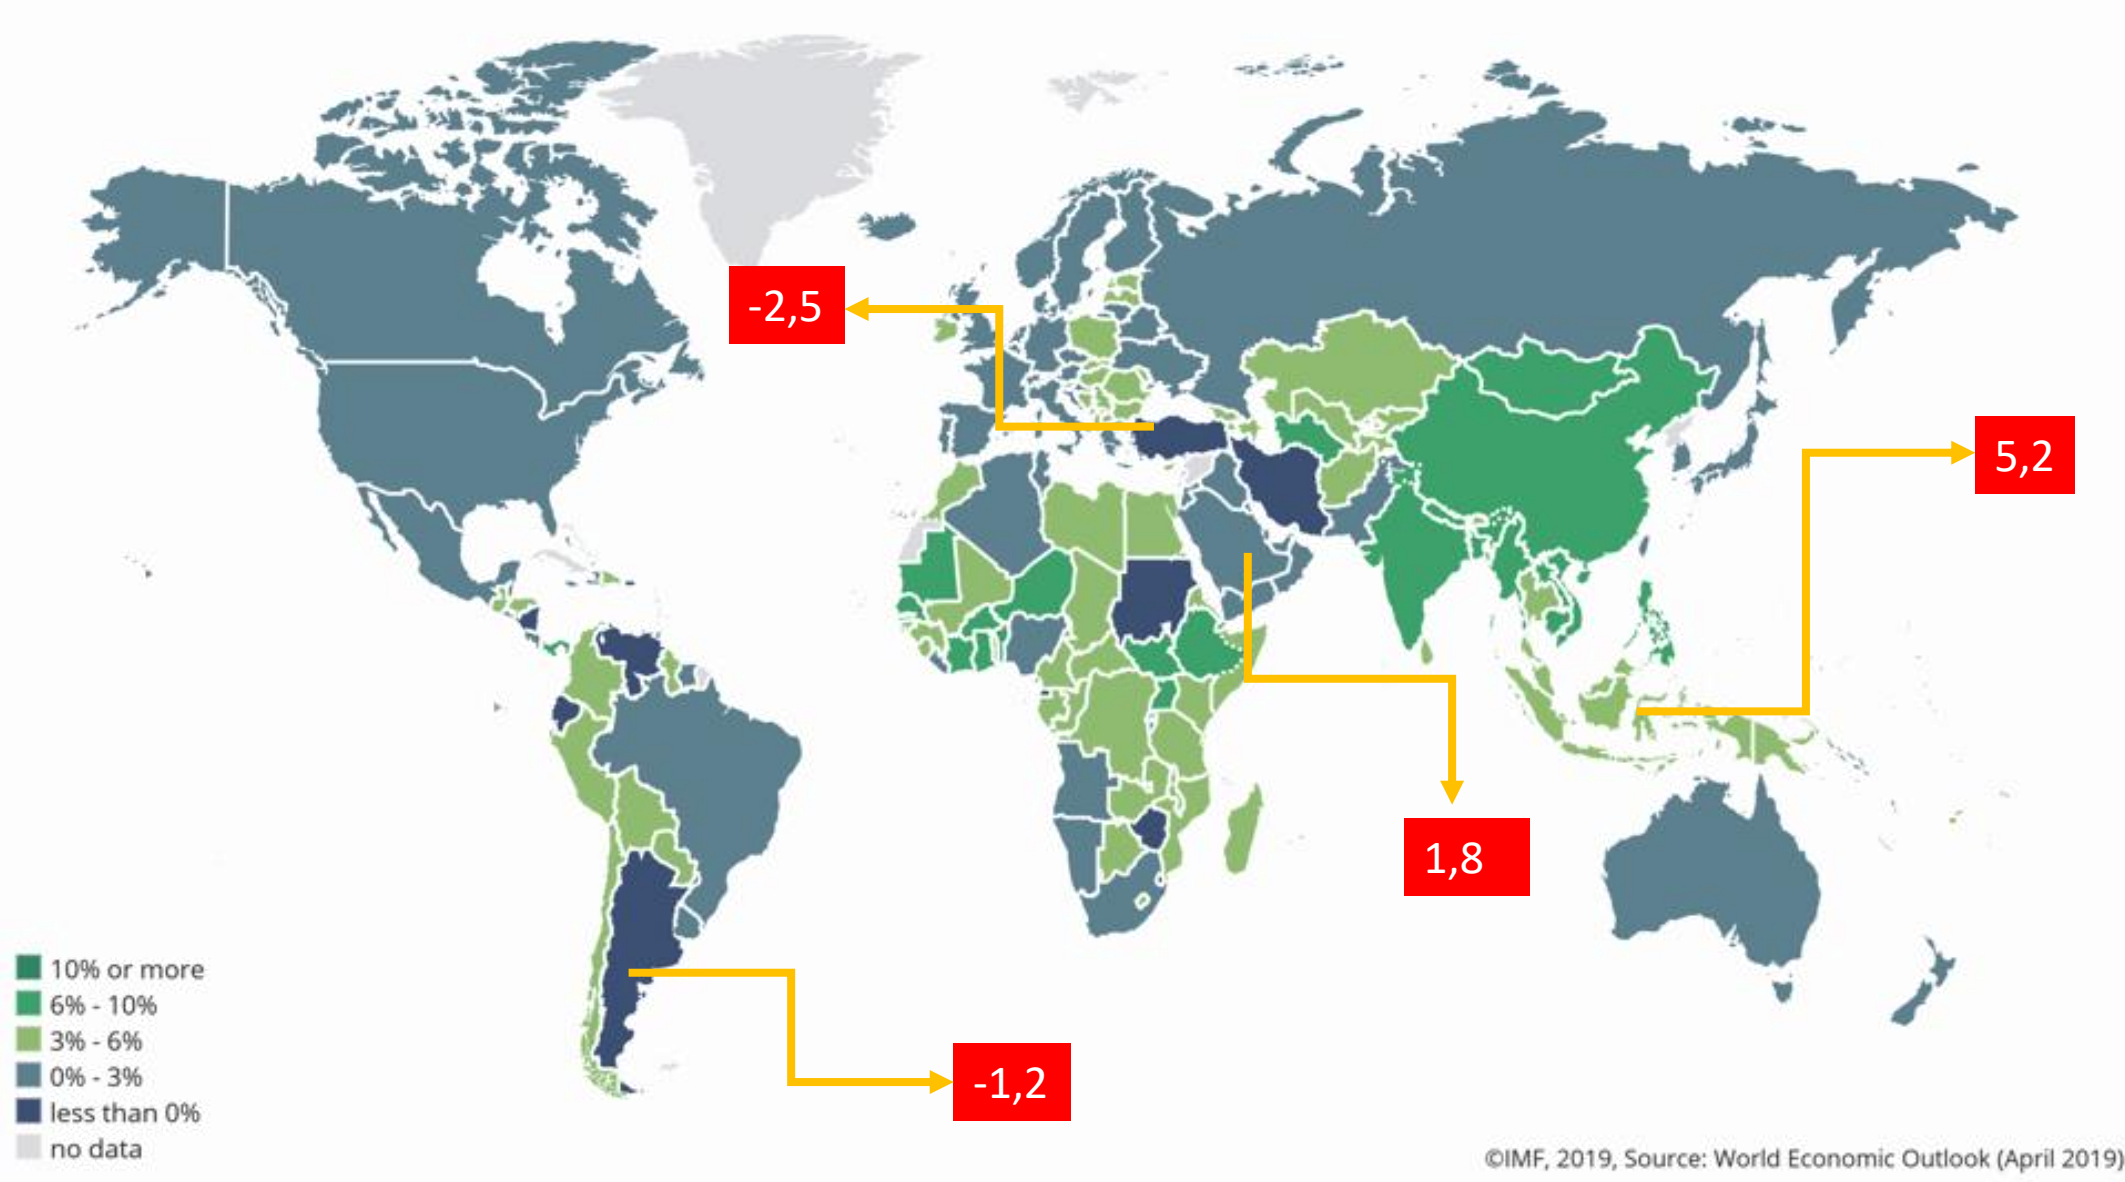 -2,5
5,2
1,8
-1,2
10% or more
6% - 10%
3% - 6%
0% - 3%
less than 0%
no data
©IMF, 2019, Source: World Economic Outlook (April 2019)